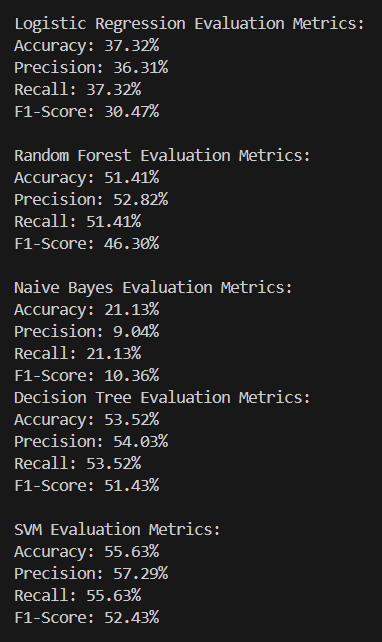 Logistic Regression Evaluation Metrics:
Accuracy: 37.32%
Precision: 36.31%
Recall: 37.32%
F1-Score: 30.47%
Random Forest Evaluation Metrics:
Accuracy: 51.41%
Precision: 52.82%
Recall: 51.41%
F1-Score: 46.30%
Naive Bayes Evaluation Metrics:
Accuracy: 21.13%
Precision: 9.04%
Recall: 21.13%
F1-Score: 10.36%
Decision Tree Evaluation Metrics:
Accuracy: 53.52%
Precision: 54.03%
Recall: 53.52%
F1-Score: 51.43%
SVM Evaluation Metrics:
Accuracy: 55.63%
Precision: 57.29%
Recall: 55.63%
F1-Score: 52.43%